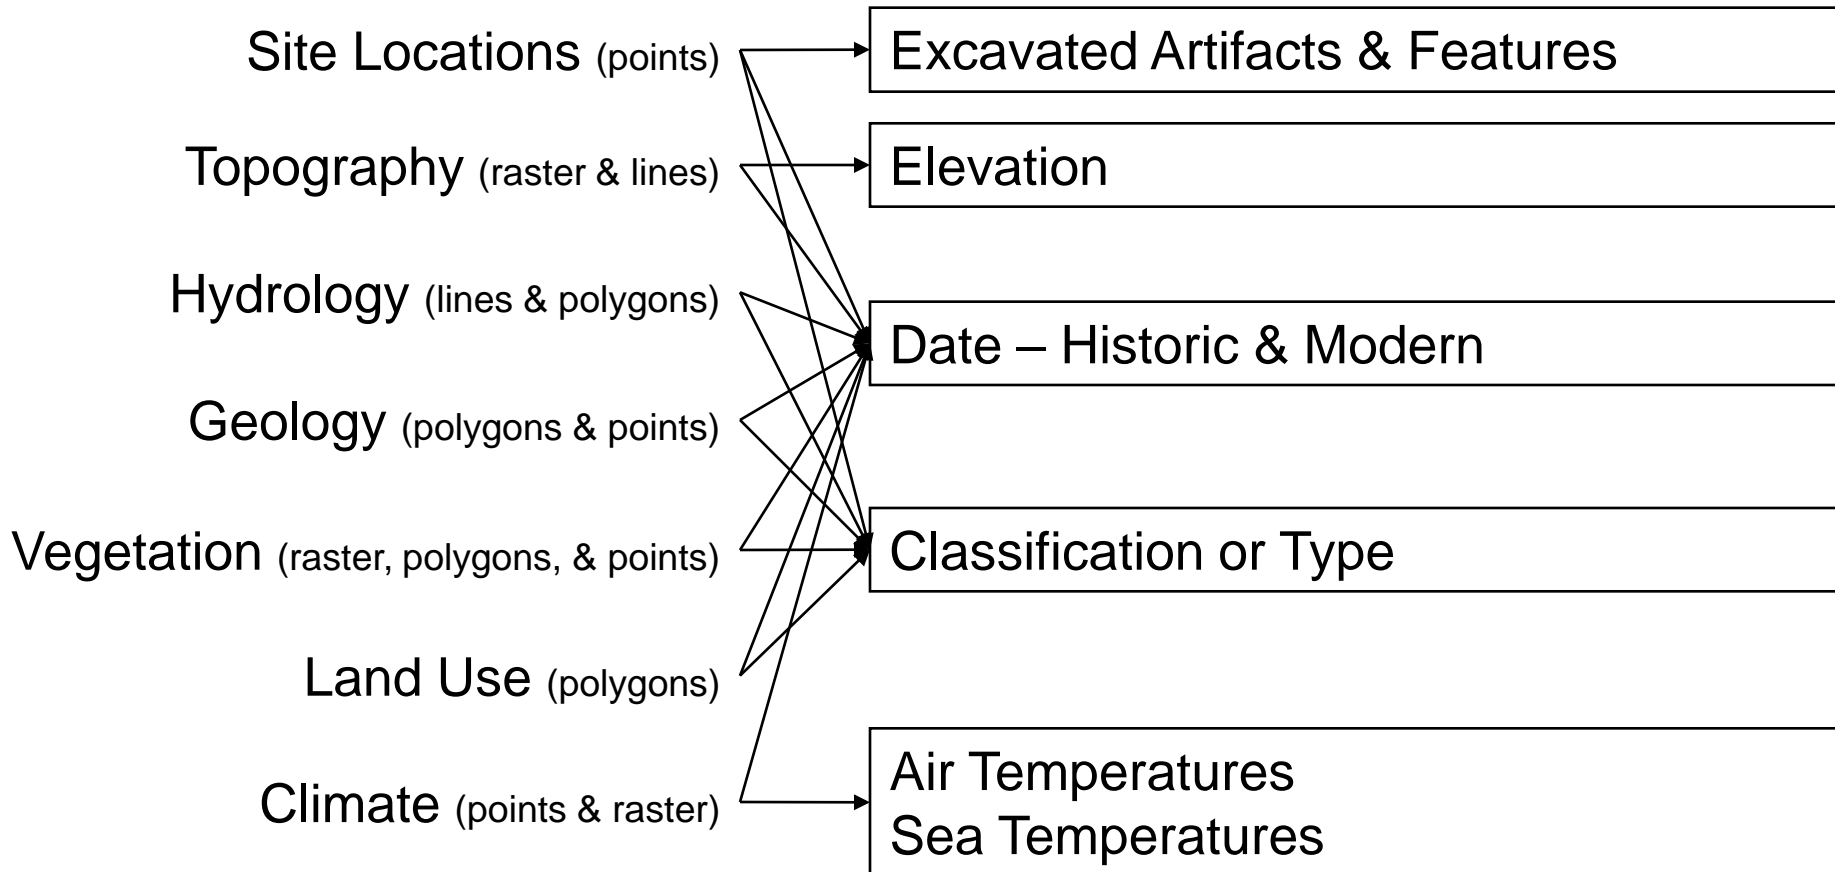 Site Locations (points)
Excavated Artifacts & Features
Topography (raster & lines)
Elevation
Hydrology (lines & polygons)
Date – Historic & Modern
Geology (polygons & points)
Vegetation (raster, polygons, & points)
Classification or Type
Land Use (polygons)
Climate (points & raster)
Air Temperatures
Sea Temperatures